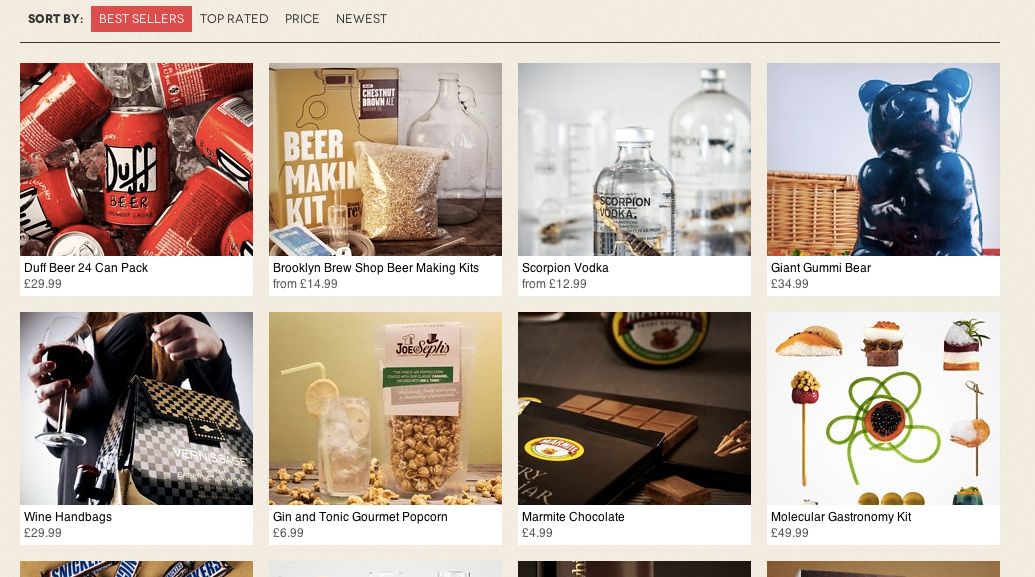 SORT BY: BEST SELLERS TOP RATED PRICE NEWEST
Duff
BEER
CHESTNUT
BROWN ALE
BEER
MAKIN
KIT
SCORPION
VODKA.
Duff Beer 24 Can Pack
£29.99
Brooklyn Brew Shop Beer Making Kits
from £14.99
Scorpion Vodka
from £12.99
Giant Gummi Bear
£34.99
VERNISSAGE
JOE & Seph's
MARMITE
Wine Handbags
£29.99
Gin and Tonic Gourmet Popcorn
£6.99
Marmite Chocolate
£4.99
Molecular Gastronomy Kit
£49.99
SNICKERS